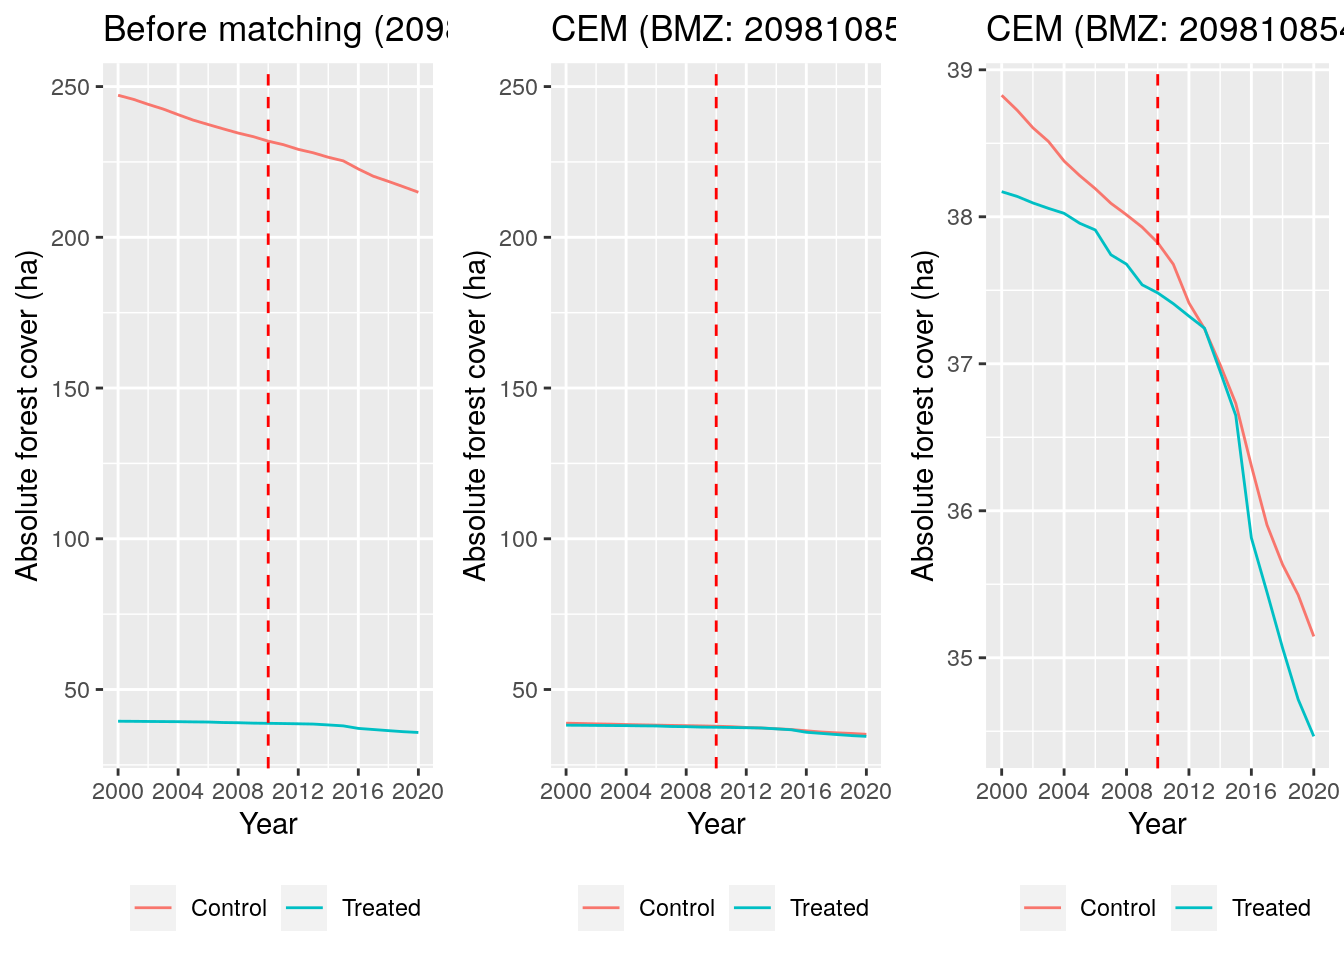 Before matching (209
CEM (BMZ: 20981085
CEM (BMZ: 209810854
Absolute forest cover (ha)
250
200
150
100
50
2000 2004 2008 2012 2016 2020
Year
Control Treated
Absolute forest cover (ha)
250
200
150
100
50
2000 2004 2008 2012 2016 2020
Year
Control Treated
Absolute forest cover (ha)
39
38
37
36
35
2000 2004 2008 2012 2016 2020
Year
Control Treated